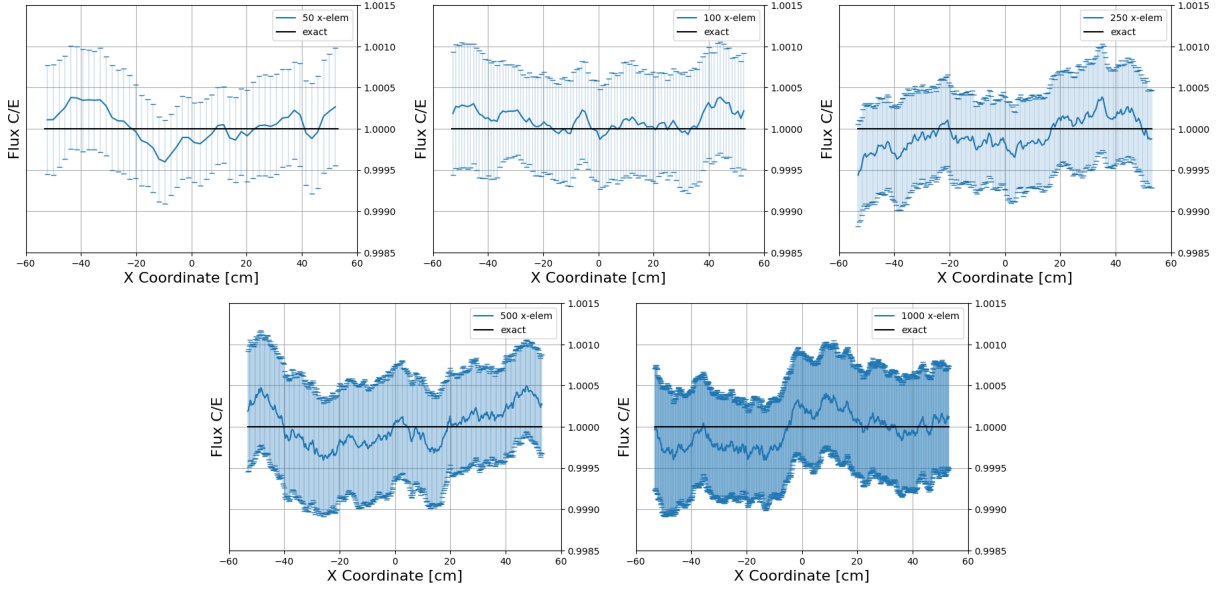 50 x-elem
exact
1.0015
1.0010
1.0005
1.0000
0.9995
0.9990
0.9985
Flux C/E
−60 −40 −20 0 20 40 60
X Coordinate [cm]
100 x-elem
exact
1.0015
1.0010
1.0005
1.0000
0.9995
0.9990
0.9985
Flux C/E
−60 −40 −20 0 20 40 60
X Coordinate [cm]
250 x-elem
exact
1.0015
1.0010
1.0005
1.0000
0.9995
0.9990
0.9985
Flux C/E
−60 −40 −20 0 20 40 60
X Coordinate [cm]
500 x-elem
exact
1.0015
1.0010
1.0005
1.0000
0.9995
0.9990
0.9985
Flux C/E
−60 −40 −20 0 20 40 60
X Coordinate [cm]
1000 x-elem
exact
1.0015
1.0010
1.0005
1.0000
0.9995
0.9990
0.9985
Flux C/E
−60 −40 −20 0 20 40 60
X Coordinate [cm]